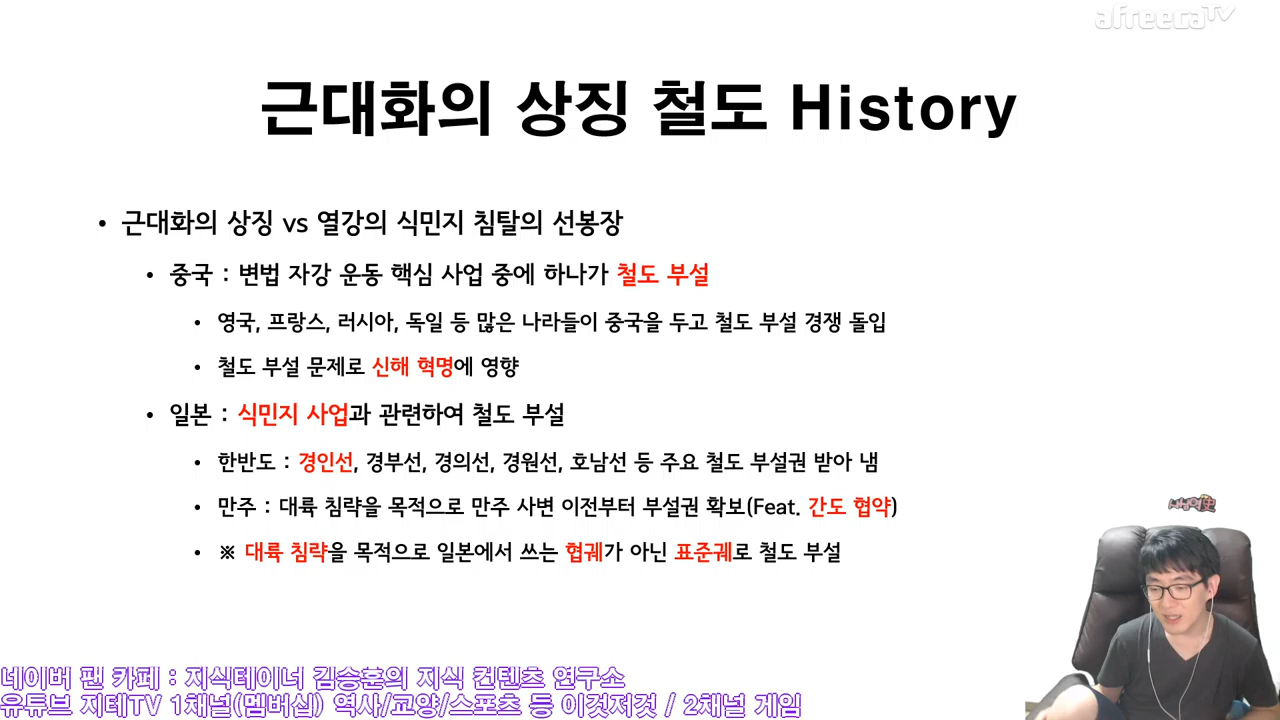 afreecaTV
근대화의 상징 철도 History
• 근대화의 상징 vs 열강의 식민지 침탈의 선봉장
• 중국 : 변법 자강 운동 핵심 사업 중에 하나가 철도 부설
• 영국, 프랑스, 러시아, 독일 등 많은 나라들이 중국을 두고 철도 부설 경쟁 돌입
• 철도 부설 문제로 신해 혁명에 영향
• 일본 : 식민지 사업과 관련하여 철도 부설
• 한반도 : 경인선, 경부선, 경의선, 경원선, 호남선 등 주요 철도 부설권 받아 냄
• 만주 : 대륙 침략을 목적으로 만주 사변 이전부터 부설권 확보(Feat. 간도 협약)
• ※ 대륙 침략을 목적으로 일본에서 쓰는 협궤가 아닌 표준궤로 철도 부설
네이버 팬 카페 : 지식테이너 김승훈의 지식 컨텐츠 연구소
유튜브 지테TV 1채널(멤버십) 역사/교양/스포츠 등 이것저것 / 2채널 게임